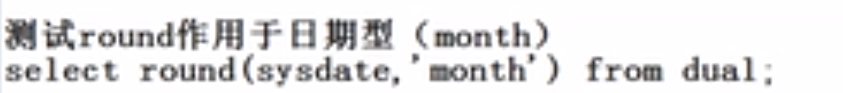 测试round作用于日期型（month）
select round(sysdate,'month') from dual;